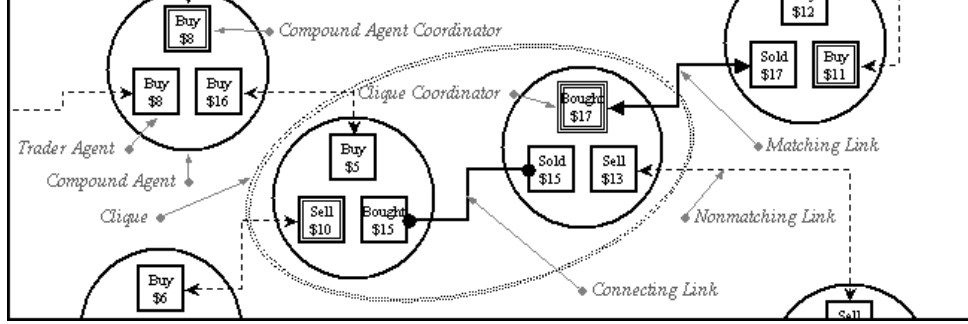 Buy
$8
Compound Agent Coordinator
Buy
$12
Sold
$17
Buy
$11
Buy
$8
Buy
$16
Clique Coordinator
Bought
$17
Trader Agent
Matching Link
Buy
$5
Sold
$15
Sell
$13
Compound Agent
Clique
Sell
$10
Bought
$15
Nonmatching Link
Buy
$6
Connecting Link
Sell